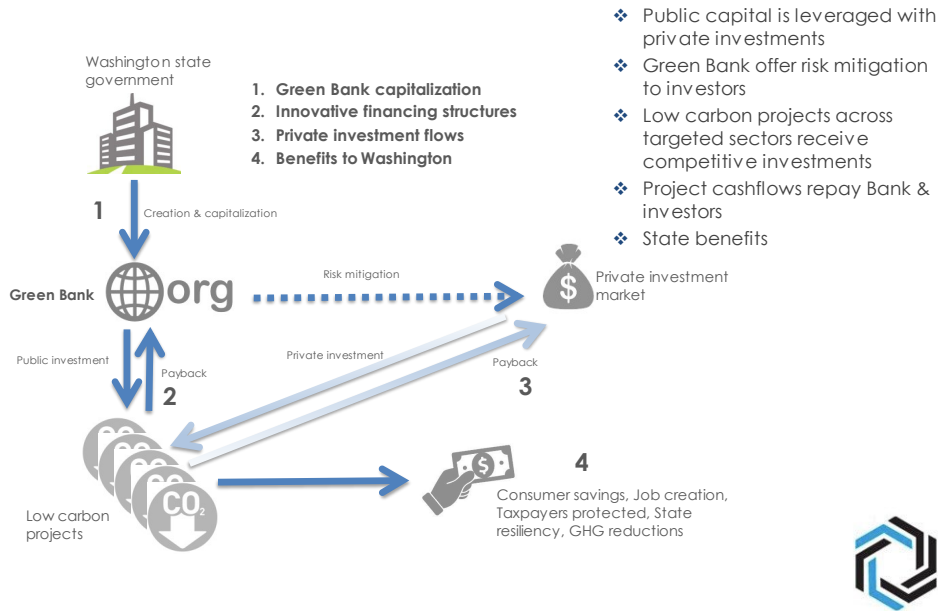 Washington state
government
1. Green Bank capitalization
2. Innovative financing structures
3. Private investment flows
4. Benefits to Washington
❖ Public capital is leveraged with
private investments
❖ Green Bank offer risk mitigation
to investors
❖ Low carbon projects across
targeted sectors receive
competitive investments
❖ Project cashflows repay Bank &
investors
❖ State benefits
1
Creation & capitalization
Green Bank
org
Risk mitigation
$
Private investment
market
Public investment
Payback
2
Private investment
Payback
3
CO2
Low carbon
projects
$
4
Consumer savings, Job creation,
Taxpayers protected, State
resiliency, GHG reductions